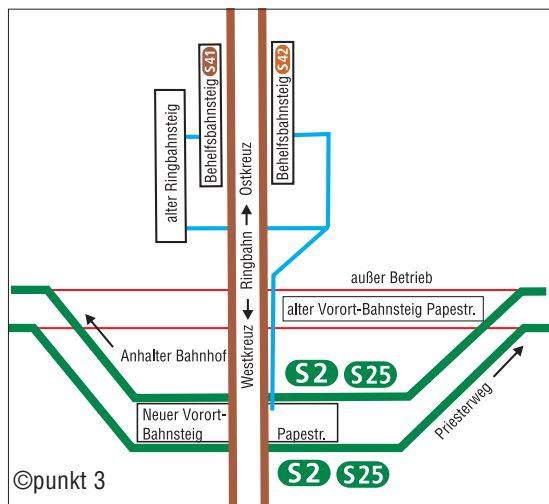 alter Ringbahnsteig
Behelfsbahnsteig S41
Behelfsbahnsteig S42
Westkreuz ← Ringbahn → Ostkreuz
außer Betrieb
alter Vorort-Bahnsteig Papestr.
Anhalter Bahnhof
S2 S25
Neuer Vorort-
Bahnsteig Papestr.
Priesterweg
S2 S25
©punkt 3